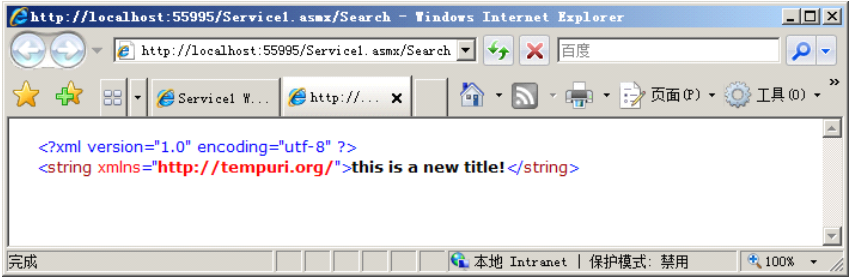 http://localhost:55995/Service1.asmx/Search - Windows Internet Explorer
http://localhost:55995/Service1.asmx/Search 百度
Service1 W... http://... 页面(P) 工具(O) »
<?xml version="1.0" encoding="utf-8" ?>
<string xmlns="http://tempuri.org/">this is a new title!</string>
完成 本地 Intranet | 保护模式: 禁用 100%